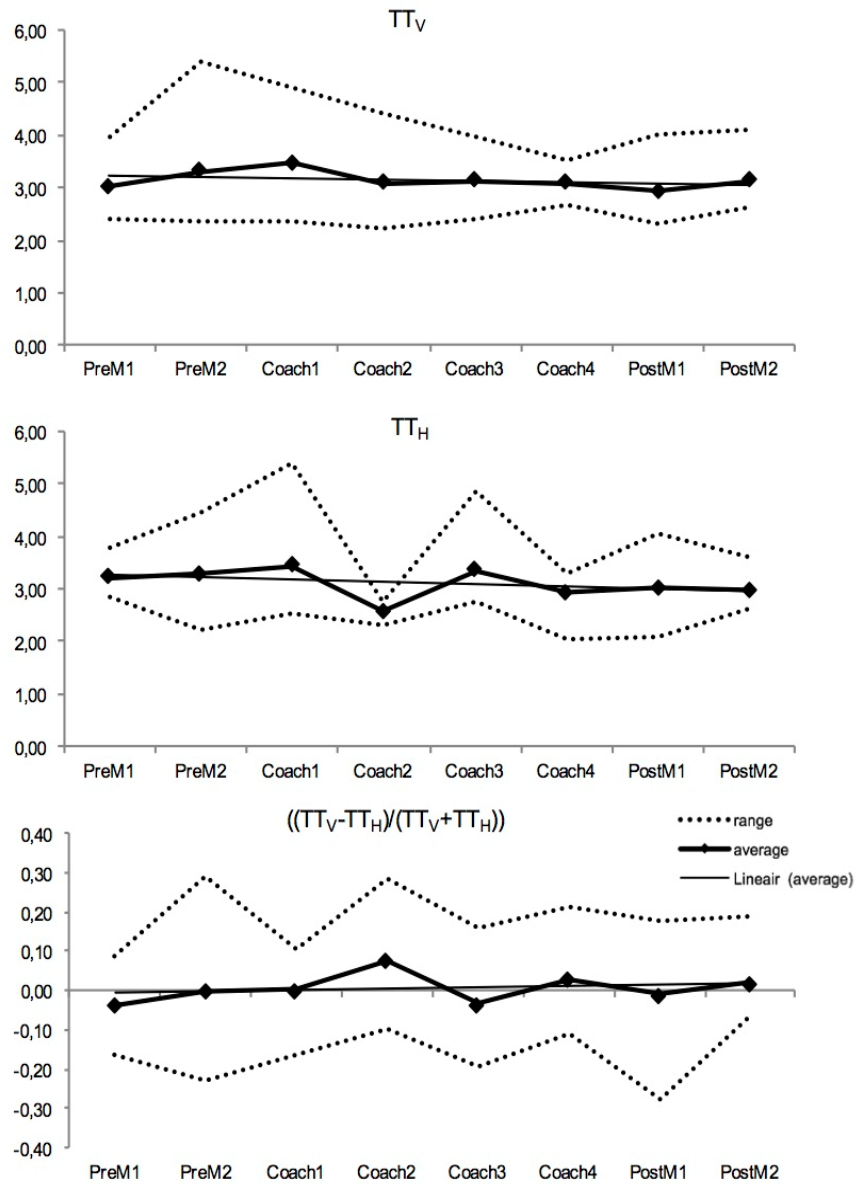 TTV
6,00
5,00
4,00
3,00
2,00
1,00
0,00
PreM1 PreM2 Coach1 Coach2 Coach3 Coach4 PostM1 PostM2
TTH
6,00
5,00
4,00
3,00
2,00
1,00
0,00
PreM1 PreM2 Coach1 Coach2 Coach3 Coach4 PostM1 PostM2
((TTV-TTH)/(TTV+TTH))
range
average
Lineair (average)
0,40
0,30
0,20
0,10
0,00
-0,10
-0,20
-0,30
-0,40
PreM1 PreM2 Coach1 Coach2 Coach3 Coach4 PostM1 PostM2